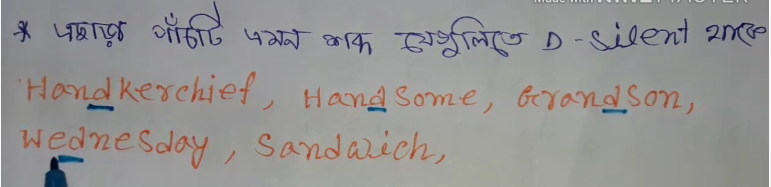 * এছাড়া পাঁচটি এমন শব্দ যেগুলিতে D - silent থাকে
Handkerchief, Handsome, Grandson,
Wednesday, Sandwich,